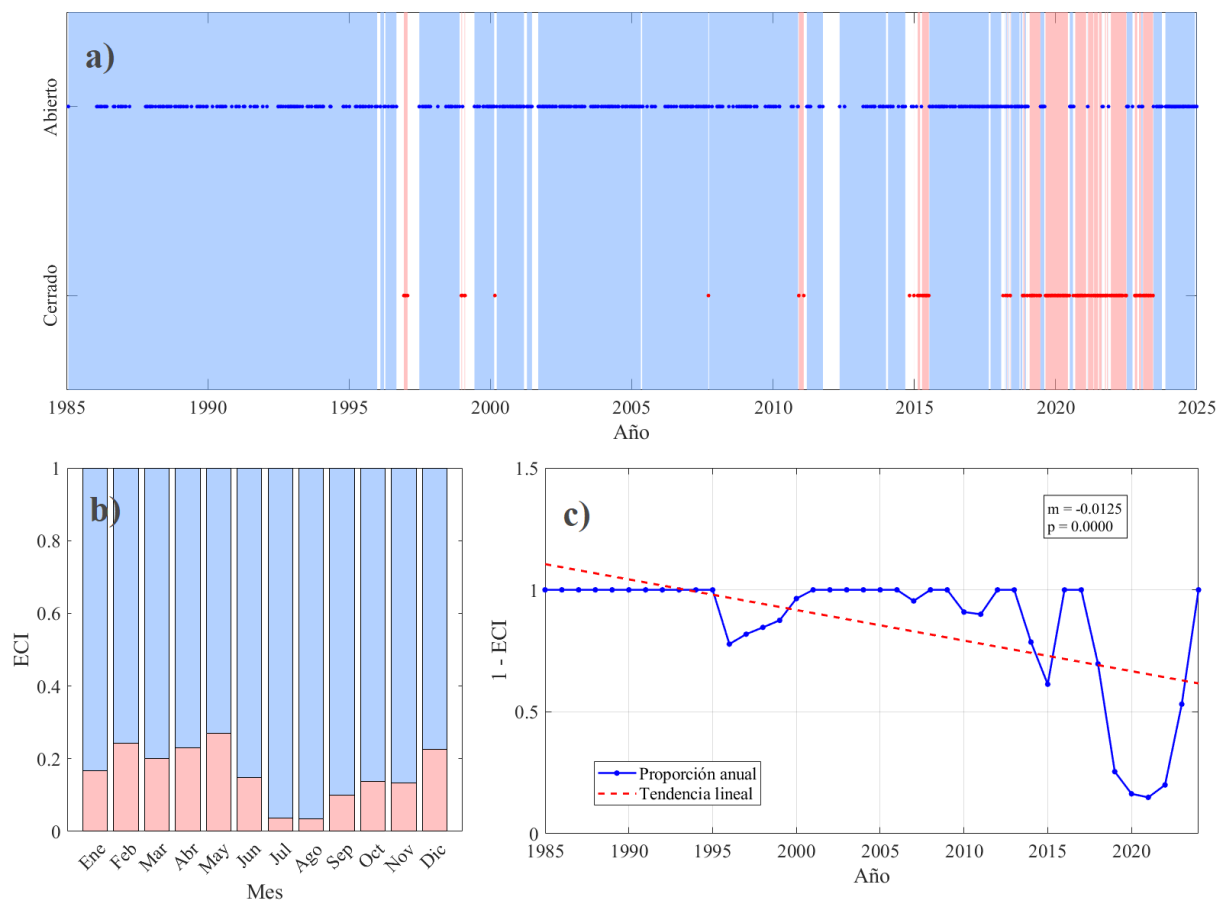 a)
Abierto
Cerrado
1985 1990 1995 2000 2005 2010 2015 2020 2025
Año
b)
ECI
1
0.8
0.6
0.4
0.2
0
Ene Feb Mar Abr May Jun Jul Ago Sep Oct Nov Dic
Mes
c)
1 - ECI
1.5
1
0.5
0
m = -0.0125
p = 0.0000
Proporción anual
Tendencia lineal
1985 1990 1995 2000 2005 2010 2015 2020
Año